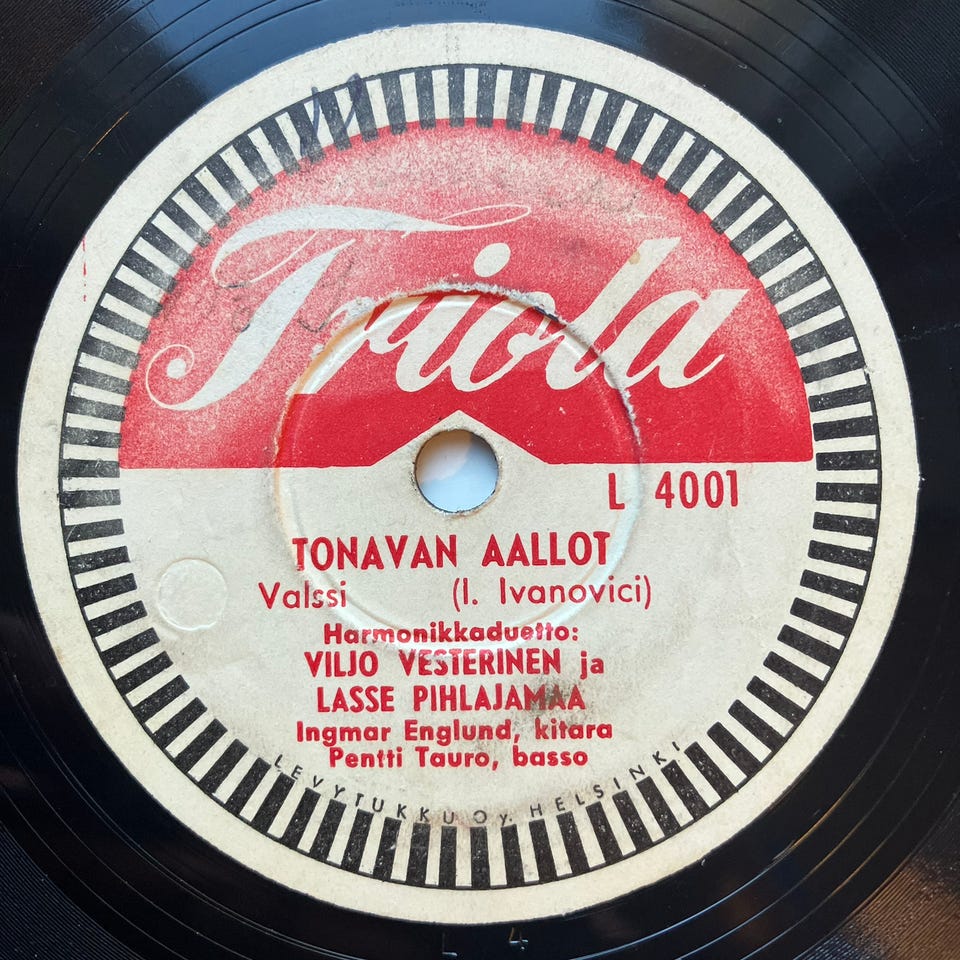 Triola
L 4001
TONAVAN AALLOT
Valssi (I. Ivanovici)
Harmonikkaduetto:
VILJO VESTERINEN ja
LASSE PIHLAJAMAA
Ingmar Englund, kitara
Pentti Tauro, basso
LEVYTUKKU Oy. HELSINKI
L 4